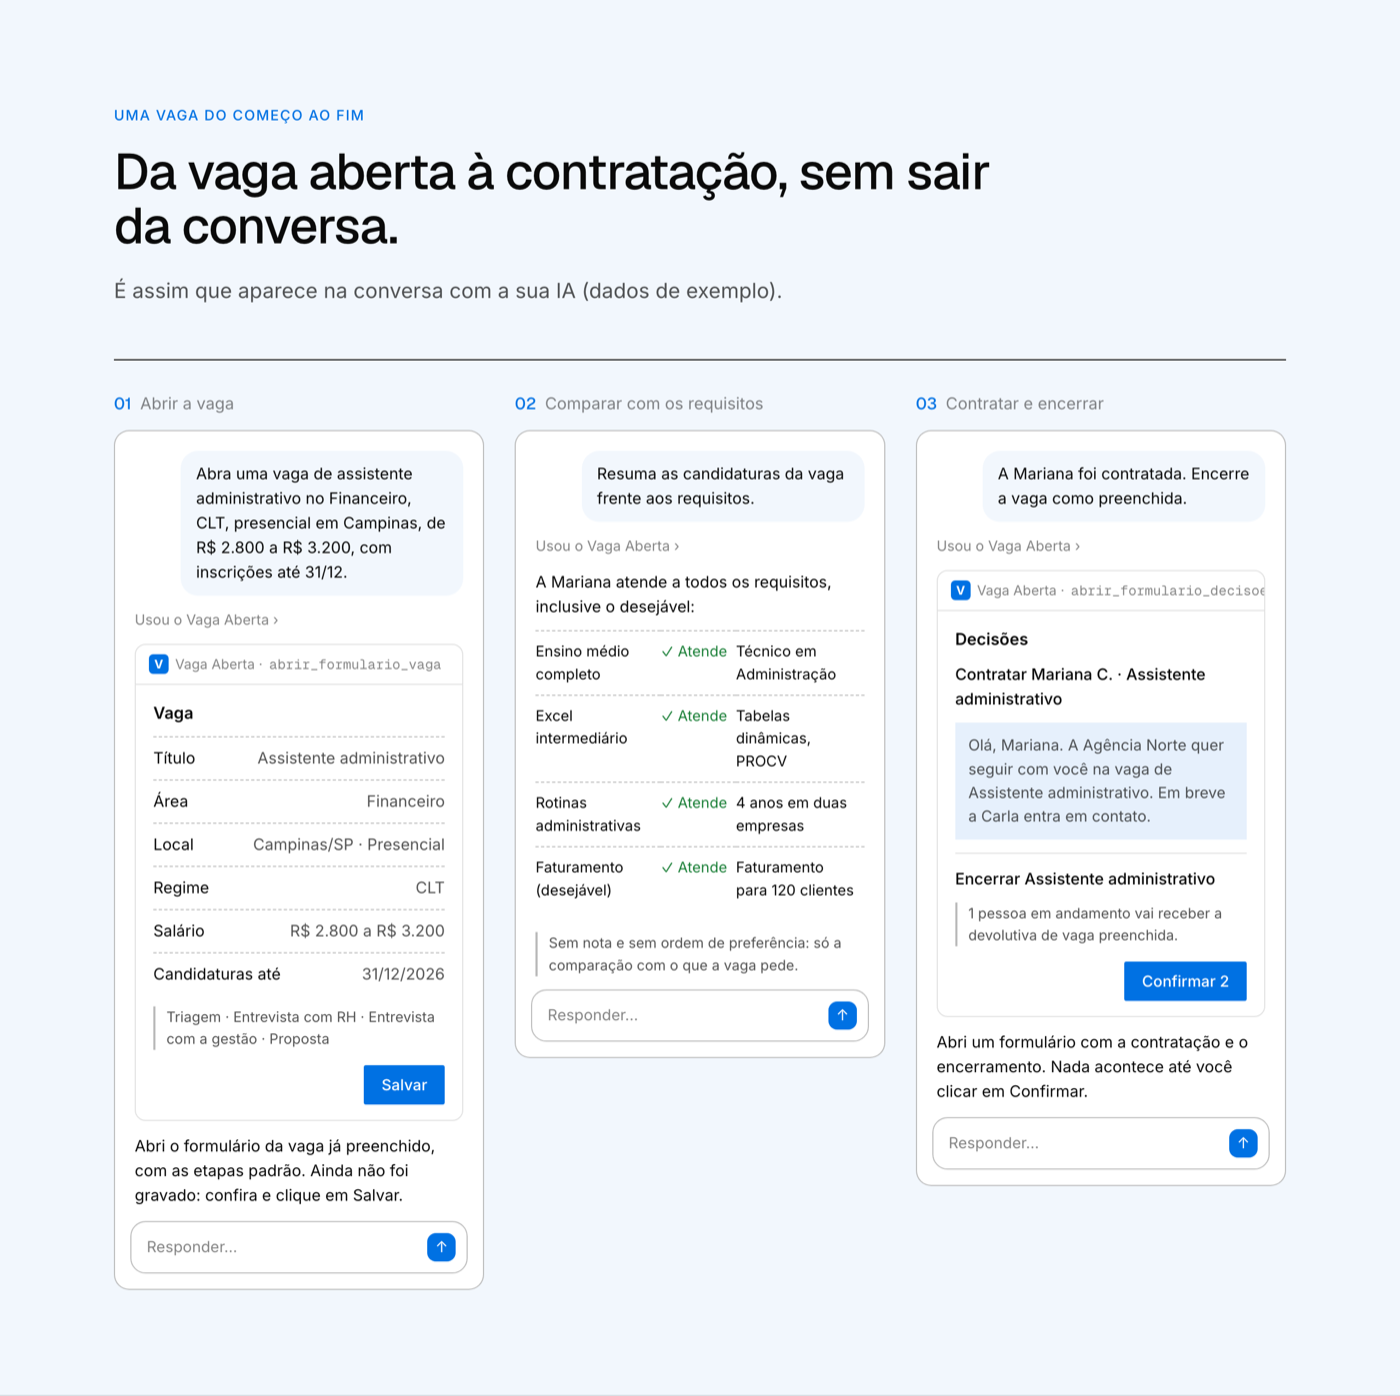 UMA VAGA DO COMEÇO AO FIM
Da vaga aberta à contratação, sem sair
da conversa.
É assim que aparece na conversa com a sua IA (dados de exemplo).
01 Abrir a vaga
Abra uma vaga de assistente
administrativo no Financeiro,
CLT, presencial em Campinas, de
R$ 2.800 a R$ 3.200, com
inscrições até 31/12.
Usou o Vaga Aberta ›
V Vaga Aberta · abrir_formulario_vaga
Vaga
Título Assistente administrativo
Área Financeiro
Local Campinas/SP · Presencial
Regime CLT
Salário R$ 2.800 a R$ 3.200
Candidaturas até 31/12/2026
Triagem · Entrevista com RH · Entrevista
com a gestão · Proposta
Salvar
Abri o formulário da vaga já preenchido,
com as etapas padrão. Ainda não foi
gravado: confira e clique em Salvar.
Responder...
02 Comparar com os requisitos
Resuma as candidaturas da vaga
frente aos requisitos.
Usou o Vaga Aberta ›
A Mariana atende a todos os requisitos,
inclusive o desejável:
Ensino médio ✓ Atende Técnico em
completo Administração
Excel ✓ Atende Tabelas
intermediário dinâmicas,
PROCV
Rotinas ✓ Atende 4 anos em duas
administrativas empresas
Faturamento ✓ Atende Faturamento
(desejável) para 120 clientes
Sem nota e sem ordem de preferência: só a
comparação com o que a vaga pede.
Responder...
03 Contratar e encerrar
A Mariana foi contratada. Encerre
a vaga como preenchida.
Usou o Vaga Aberta ›
V Vaga Aberta · abrir_formulario_decisoe
Decisões
Contratar Mariana C. · Assistente
administrativo
Olá, Mariana. A Agência Norte quer
seguir com você na vaga de
Assistente administrativo. Em breve
a Carla entra em contato.
Encerrar Assistente administrativo
1 pessoa em andamento vai receber a
devolutiva de vaga preenchida.
Confirmar 2
Abri um formulário com a contratação e o
encerramento. Nada acontece até você
clicar em Confirmar.
Responder...